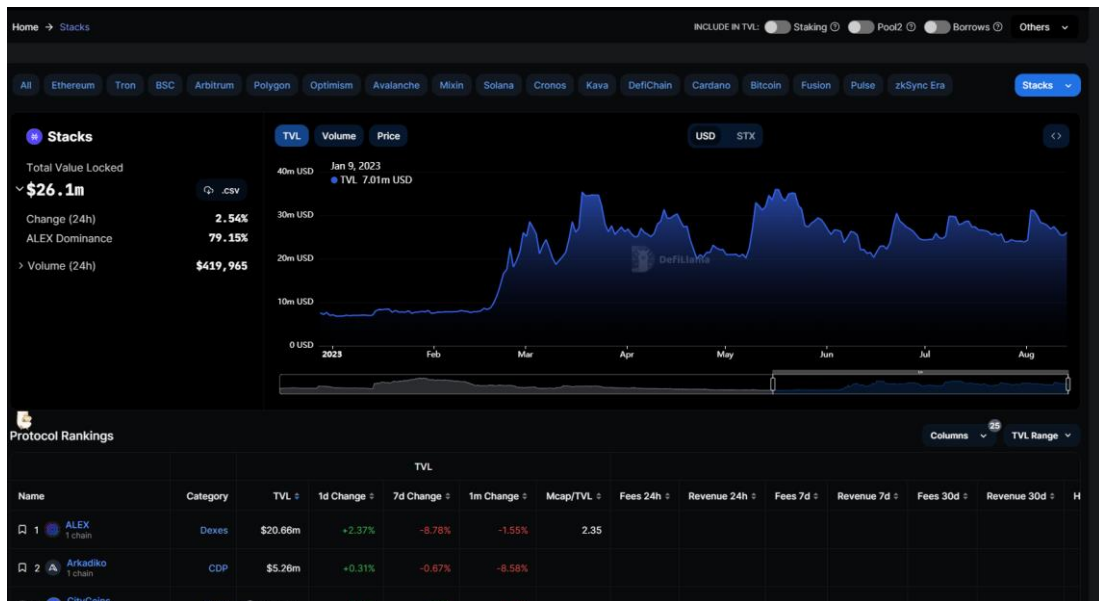 Home → Stacks
INCLUDE IN TVL: Staking Pool2 Borrows Others
All Ethereum Tron BSC Arbitrum Polygon Optimism Avalanche Mixin Solana Cronos Kava DefiChain Cardano Bitcoin Fusion Pulse zkSync Era Stacks
Stacks
Total Value Locked
$26.1m .csv
Change (24h) 2.54%
ALEX Dominance 79.15%
Volume (24h) $419,965
TVL Volume Price USD STX <>
Jan 9, 2023
TVL 7.01m USD
40m USD
30m USD
20m USD
10m USD
0 USD
DefiLlama
2023 Feb Mar Apr May Jun Jul Aug
Protocol Rankings
Columns 25 TVL Range
TVL
Name Category TVL 1d Change 7d Change 1m Change Mcap/TVL Fees 24h Revenue 24h Fees 7d Revenue 7d Fees 30d Revenue 30d H
1 ALEX Dexes $20.66m +2.37% -8.78% -1.55% 2.35
1 chain
2 Arkadiko CDP $5.26m +0.31% -0.67% -8.58%
1 chain
CityCoins